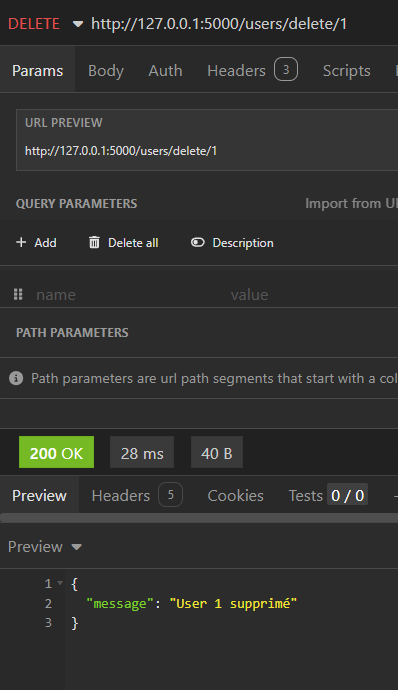 DELETE http://127.0.0.1:5000/users/delete/1
Params Body Auth Headers 3 Scripts
URL PREVIEW
http://127.0.0.1:5000/users/delete/1
QUERY PARAMETERS Import from U
+ Add Delete all Description
name value
PATH PARAMETERS
Path parameters are url path segments that start with a col
200 OK 28 ms 40 B
Preview Headers 5 Cookies Tests 0 / 0
Preview
1 {
2 "message": "User 1 supprimé"
3 }